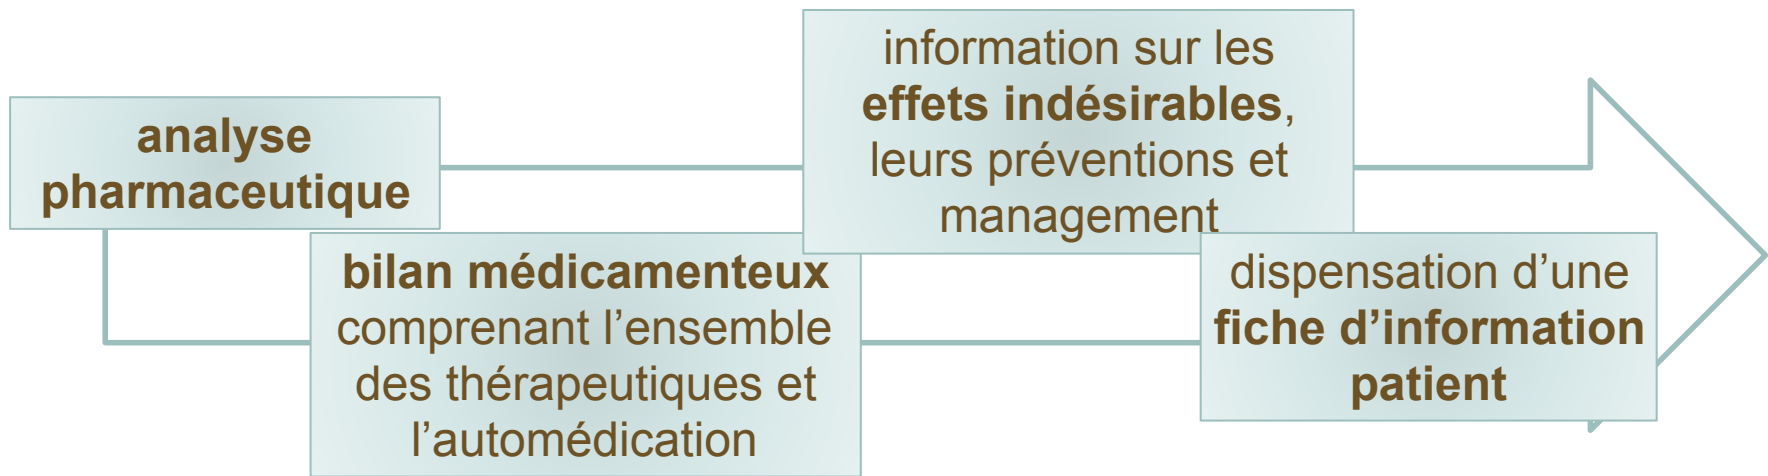 analyse
pharmaceutique
bilan médicamenteux
comprenant l’ensemble
des thérapeutiques et
l’automédication
information sur les
effets indésirables,
leurs préventions et
management
dispensation d’une
fiche d’information
patient